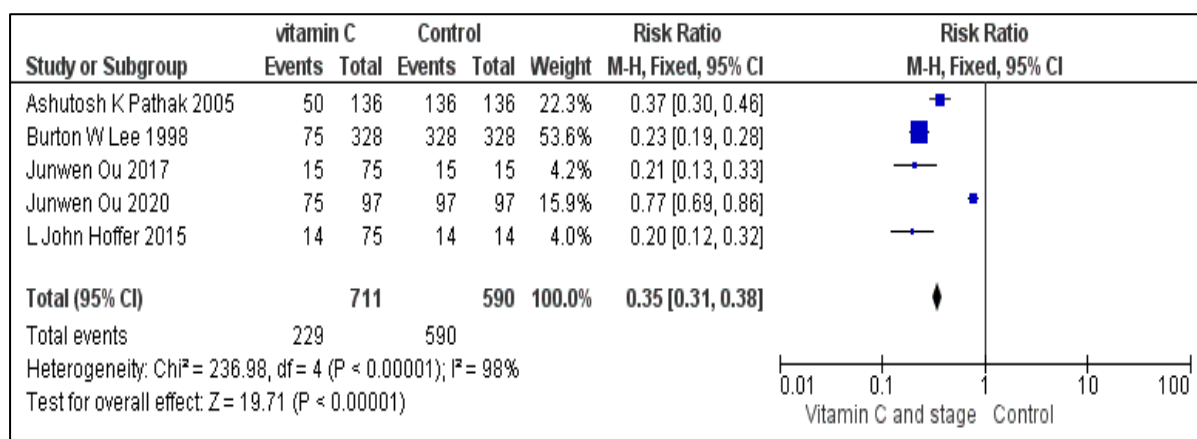 vitamin C Control Risk Ratio Risk Ratio
Study or Subgroup Events Total Events Total Weight M-H, Fixed, 95% CI M-H, Fixed, 95% CI
Ashutosh K Pathak 2005 50 136 136 136 22.3% 0.37 [0.30, 0.46]
Burton W Lee 1998 75 328 328 328 53.6% 0.23 [0.19, 0.28]
Junwen Ou 2017 15 75 15 15 4.2% 0.21 [0.13, 0.33]
Junwen Ou 2020 75 97 97 97 15.9% 0.77 [0.69, 0.86]
L John Hoffer 2015 14 75 14 14 4.0% 0.20 [0.12, 0.32]
Total (95% CI) 711 590 100.0% 0.35 [0.31, 0.38]
Total events 229 590
Heterogeneity: Chi² = 236.98, df = 4 (P < 0.00001); I² = 98%
Test for overall effect: Z = 19.71 (P < 0.00001)
0.01 0.1 1 10 100
Vitamin C and stage Control